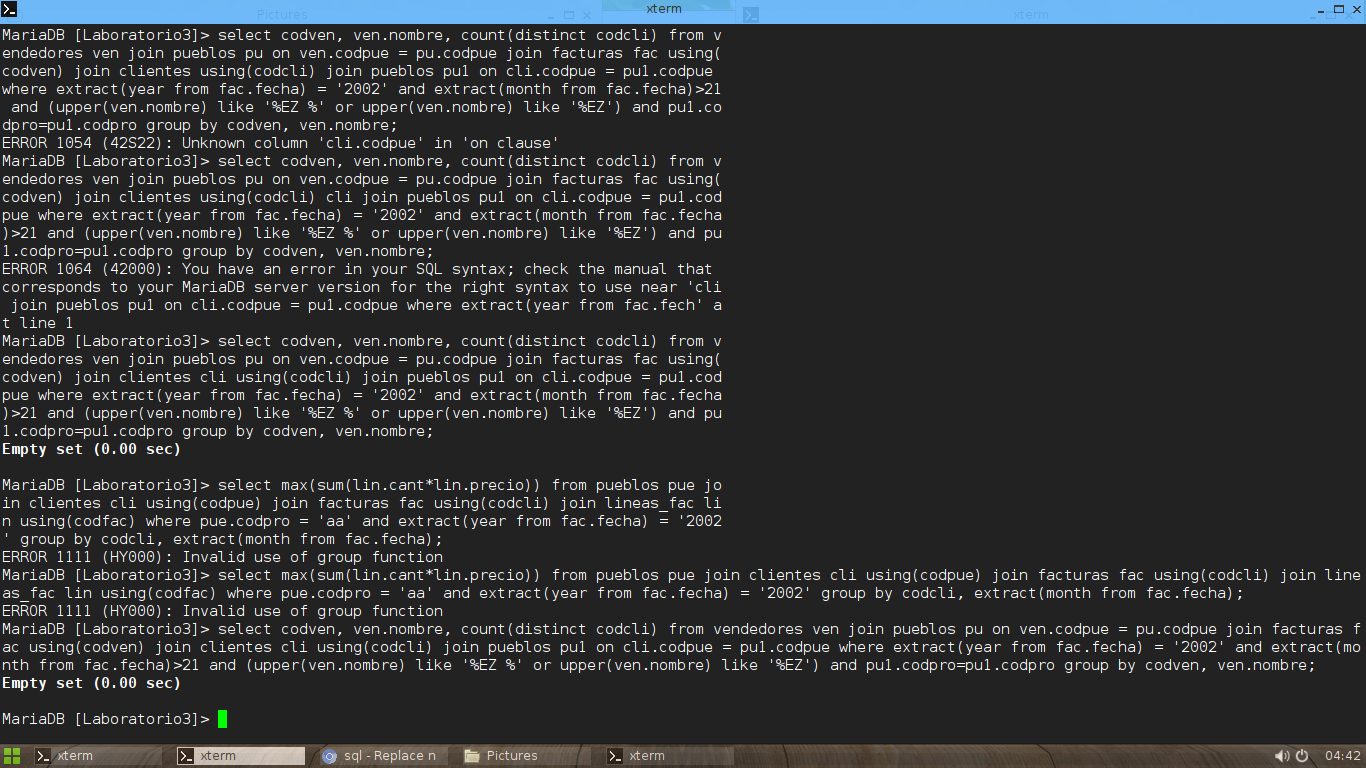 Pictures
xterm
xterm
MariaDB [Laboratorio3]> select codven, ven.nombre, count(distinct codcli) from v
endedores ven join pueblos pu on ven.codpue = pu.codpue join facturas fac using(
codven) join clientes using(codcli) join pueblos pu1 on cli.codpue = pu1.codpue
where extract(year from fac.fecha) = '2002' and extract(month from fac.fecha)>21
 and (upper(ven.nombre) like '%EZ %' or upper(ven.nombre) like '%EZ') and pu1.co
dpro=pu1.codpro group by codven, ven.nombre;
ERROR 1054 (42S22): Unknown column 'cli.codpue' in 'on clause'
MariaDB [Laboratorio3]> select codven, ven.nombre, count(distinct codcli) from v
endedores ven join pueblos pu on ven.codpue = pu.codpue join facturas fac using(
codven) join clientes using(codcli) cli join pueblos pu1 on cli.codpue = pu1.cod
pue where extract(year from fac.fecha) = '2002' and extract(month from fac.fecha
)>21 and (upper(ven.nombre) like '%EZ %' or upper(ven.nombre) like '%EZ') and pu
1.codpro=pu1.codpro group by codven, ven.nombre;
ERROR 1064 (42000): You have an error in your SQL syntax; check the manual that
corresponds to your MariaDB server version for the right syntax to use near 'cli
 join pueblos pu1 on cli.codpue = pu1.codpue where extract(year from fac.fech' a
t line 1
MariaDB [Laboratorio3]> select codven, ven.nombre, count(distinct codcli) from v
endedores ven join pueblos pu on ven.codpue = pu.codpue join facturas fac using(
codven) join clientes cli using(codcli) join pueblos pu1 on cli.codpue = pu1.cod
pue where extract(year from fac.fecha) = '2002' and extract(month from fac.fecha
)>21 and (upper(ven.nombre) like '%EZ %' or upper(ven.nombre) like '%EZ') and pu
1.codpro=pu1.codpro group by codven, ven.nombre;
Empty set (0.00 sec)
MariaDB [Laboratorio3]> select max(sum(lin.cant*lin.precio)) from pueblos pue jo
in clientes cli using(codpue) join facturas fac using(codcli) join lineas_fac li
n using(codfac) where pue.codpro = 'aa' and extract(year from fac.fecha) = '2002
' group by codcli, extract(month from fac.fecha);
ERROR 1111 (HY000): Invalid use of group function
MariaDB [Laboratorio3]> select max(sum(lin.cant*lin.precio)) from pueblos pue join clientes cli using(codpue) join facturas fac using(codcli) join line
as_fac lin using(codfac) where pue.codpro = 'aa' and extract(year from fac.fecha) = '2002' group by codcli, extract(month from fac.fecha);
ERROR 1111 (HY000): Invalid use of group function
MariaDB [Laboratorio3]> select codven, ven.nombre, count(distinct codcli) from vendedores ven join pueblos pu on ven.codpue = pu.codpue join facturas f
ac using(codven) join clientes cli using(codcli) join pueblos pu1 on cli.codpue = pu1.codpue where extract(year from fac.fecha) = '2002' and extract(mo
nth from fac.fecha)>21 and (upper(ven.nombre) like '%EZ %' or upper(ven.nombre) like '%EZ') and pu1.codpro=pu1.codpro group by codven, ven.nombre;
Empty set (0.00 sec)
MariaDB [Laboratorio3]>
xterm
xterm
sql - Replace n
Pictures
xterm
04:42